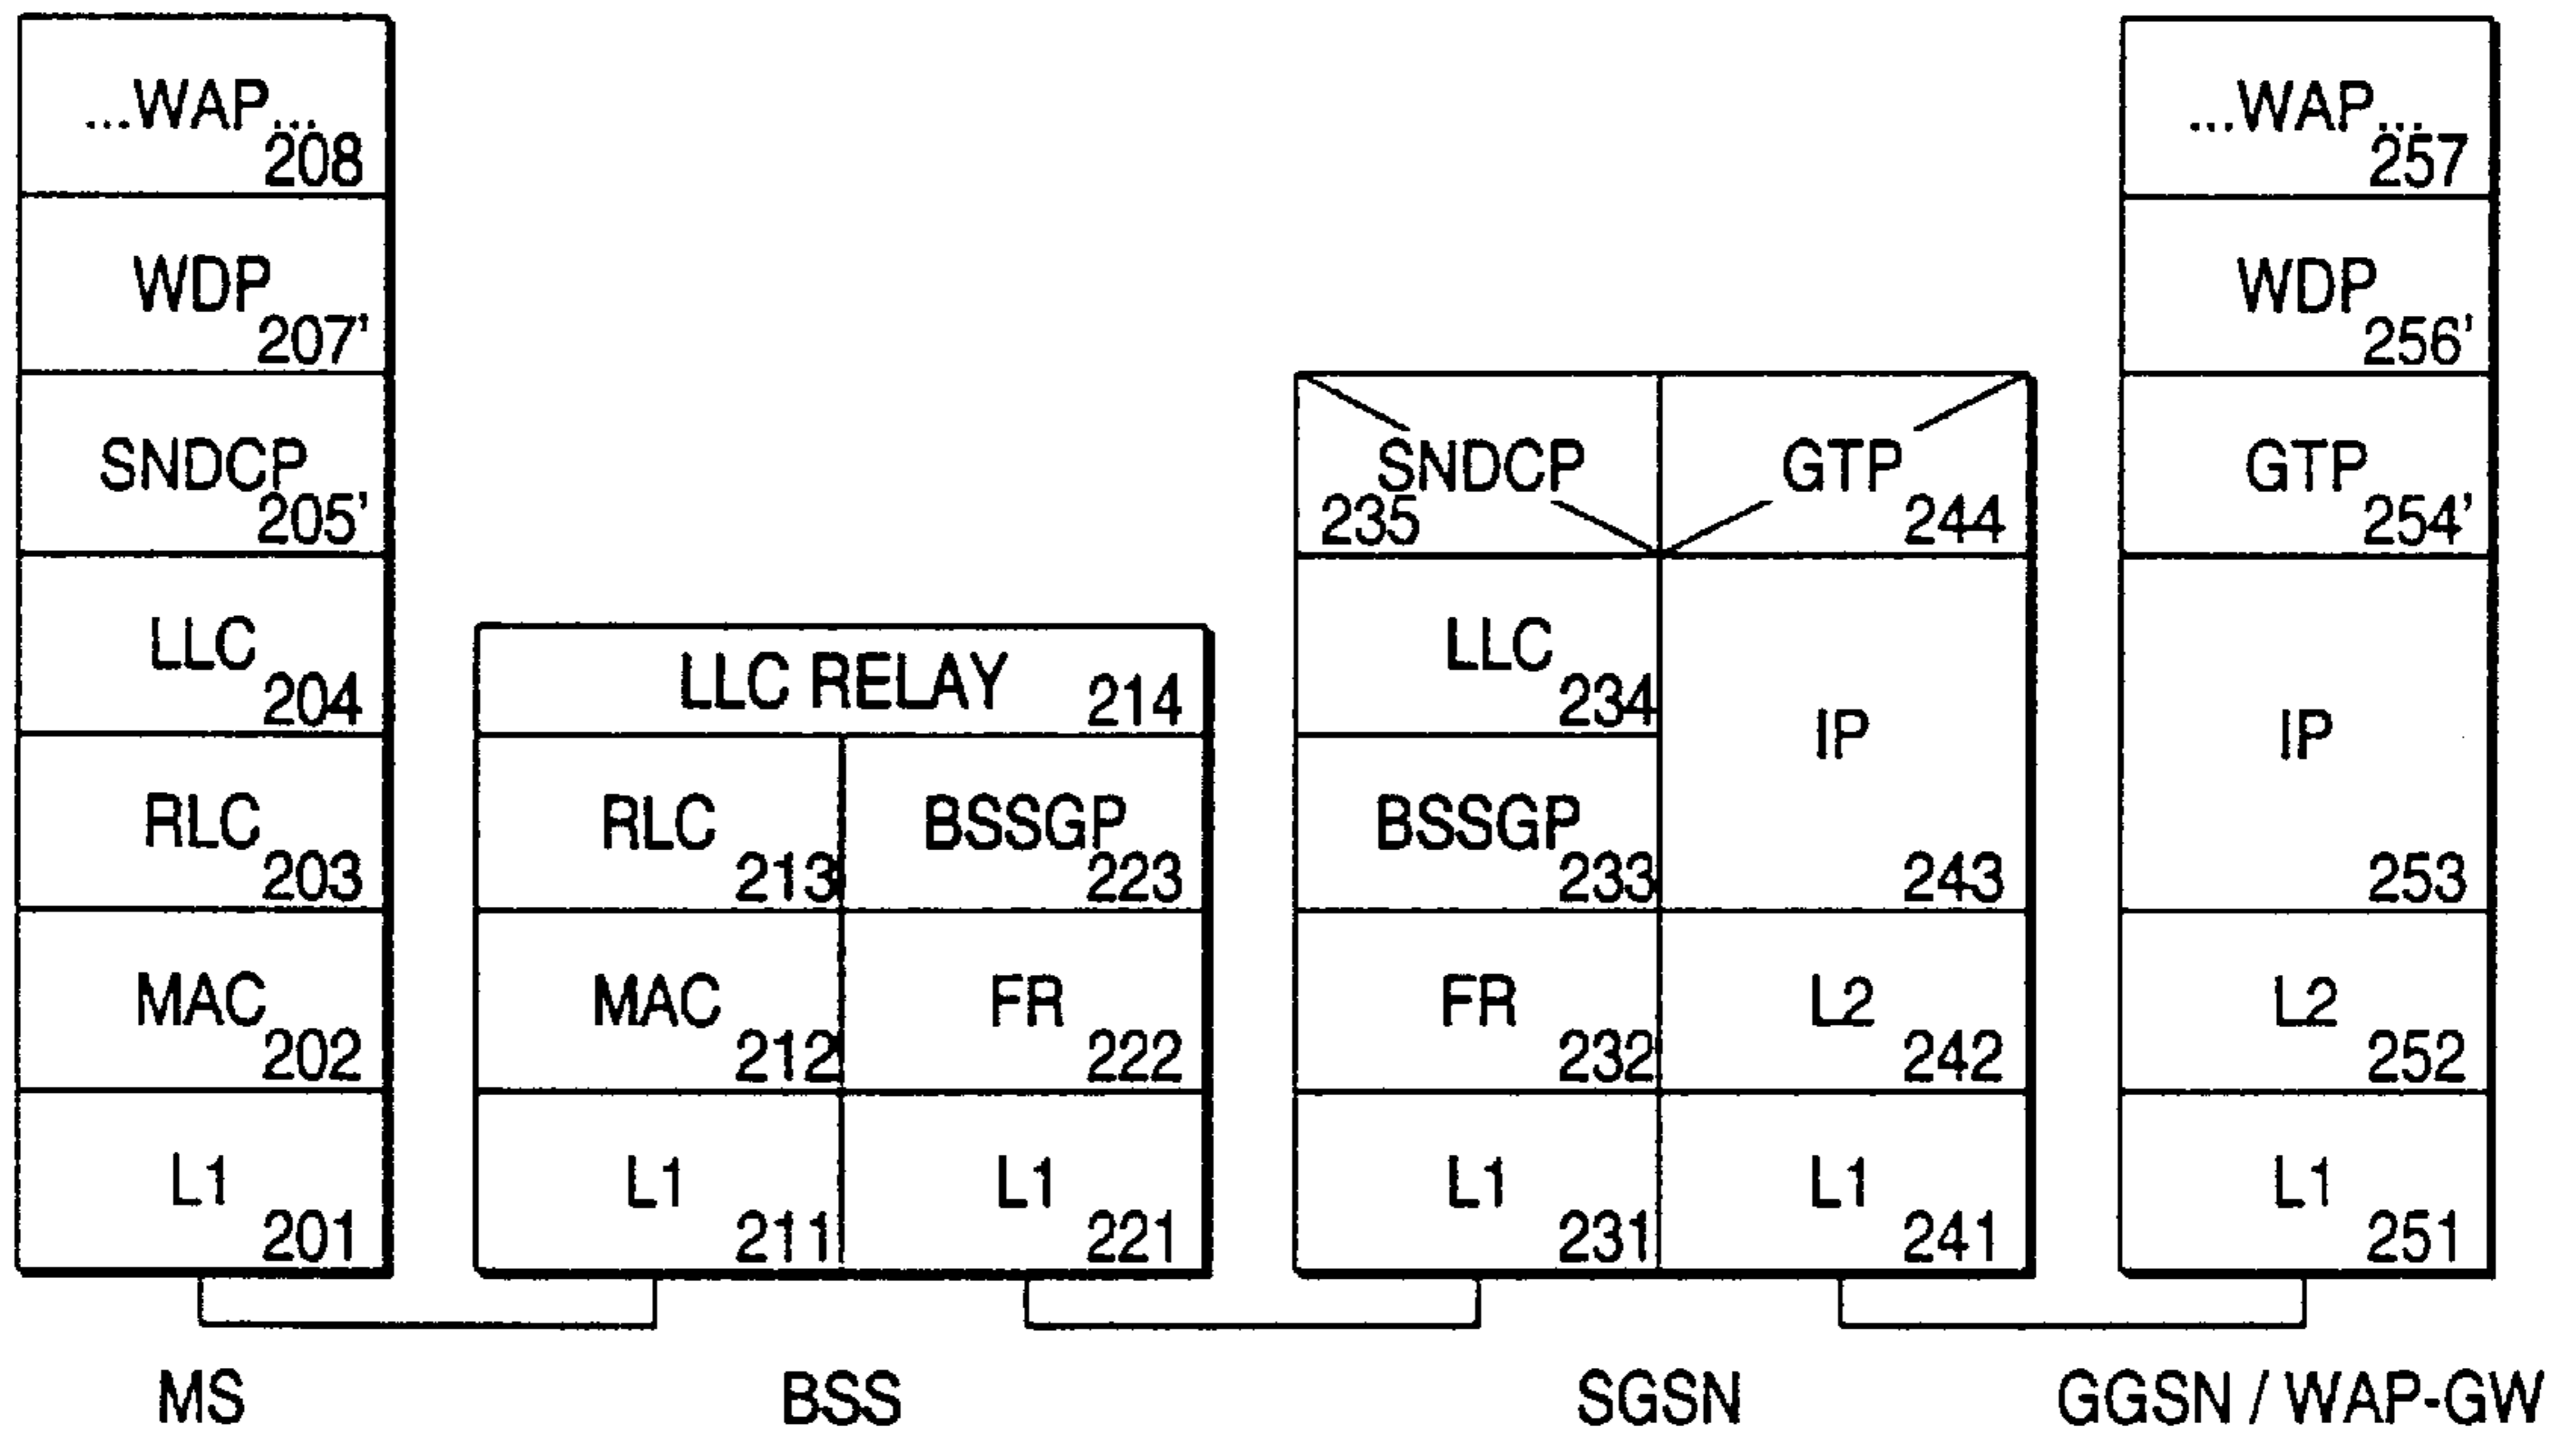 ...WAP...
208
WDP
207'
SNDCP
205'
LLC
204
RLC
203
MAC
202
L1
201
MS
LLC RELAY 214
RLC
213
BSSGP
223
MAC
212
FR
222
L1
211
L1
221
BSS
SNDCP
235
GTP
244
LLC
234
BSSGP
233
IP
243
FR
232
L2
242
L1
231
L1
241
SGSN
...WAP...
257
WDP
256'
GTP
254'
IP
253
L2
252
L1
251
GGSN / WAP-GW